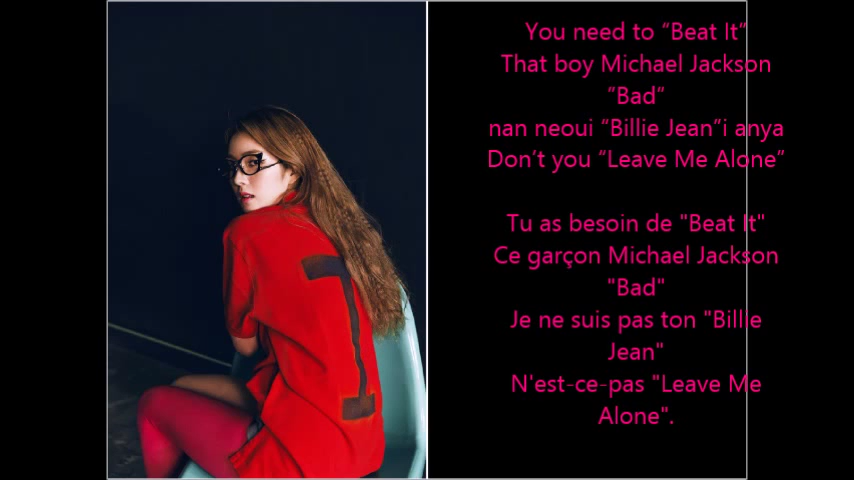 You need to “Beat It“
That boy Michael Jackson
“Bad“
nan neoui “Billie Jean”i anya
Don’t you “Leave Me Alone”
Tu as besoin de "Beat It"
Ce garçon Michael Jackson
"Bad"
Je ne suis pas ton "Billie
Jean"
N'est-ce-pas "Leave Me
Alone".